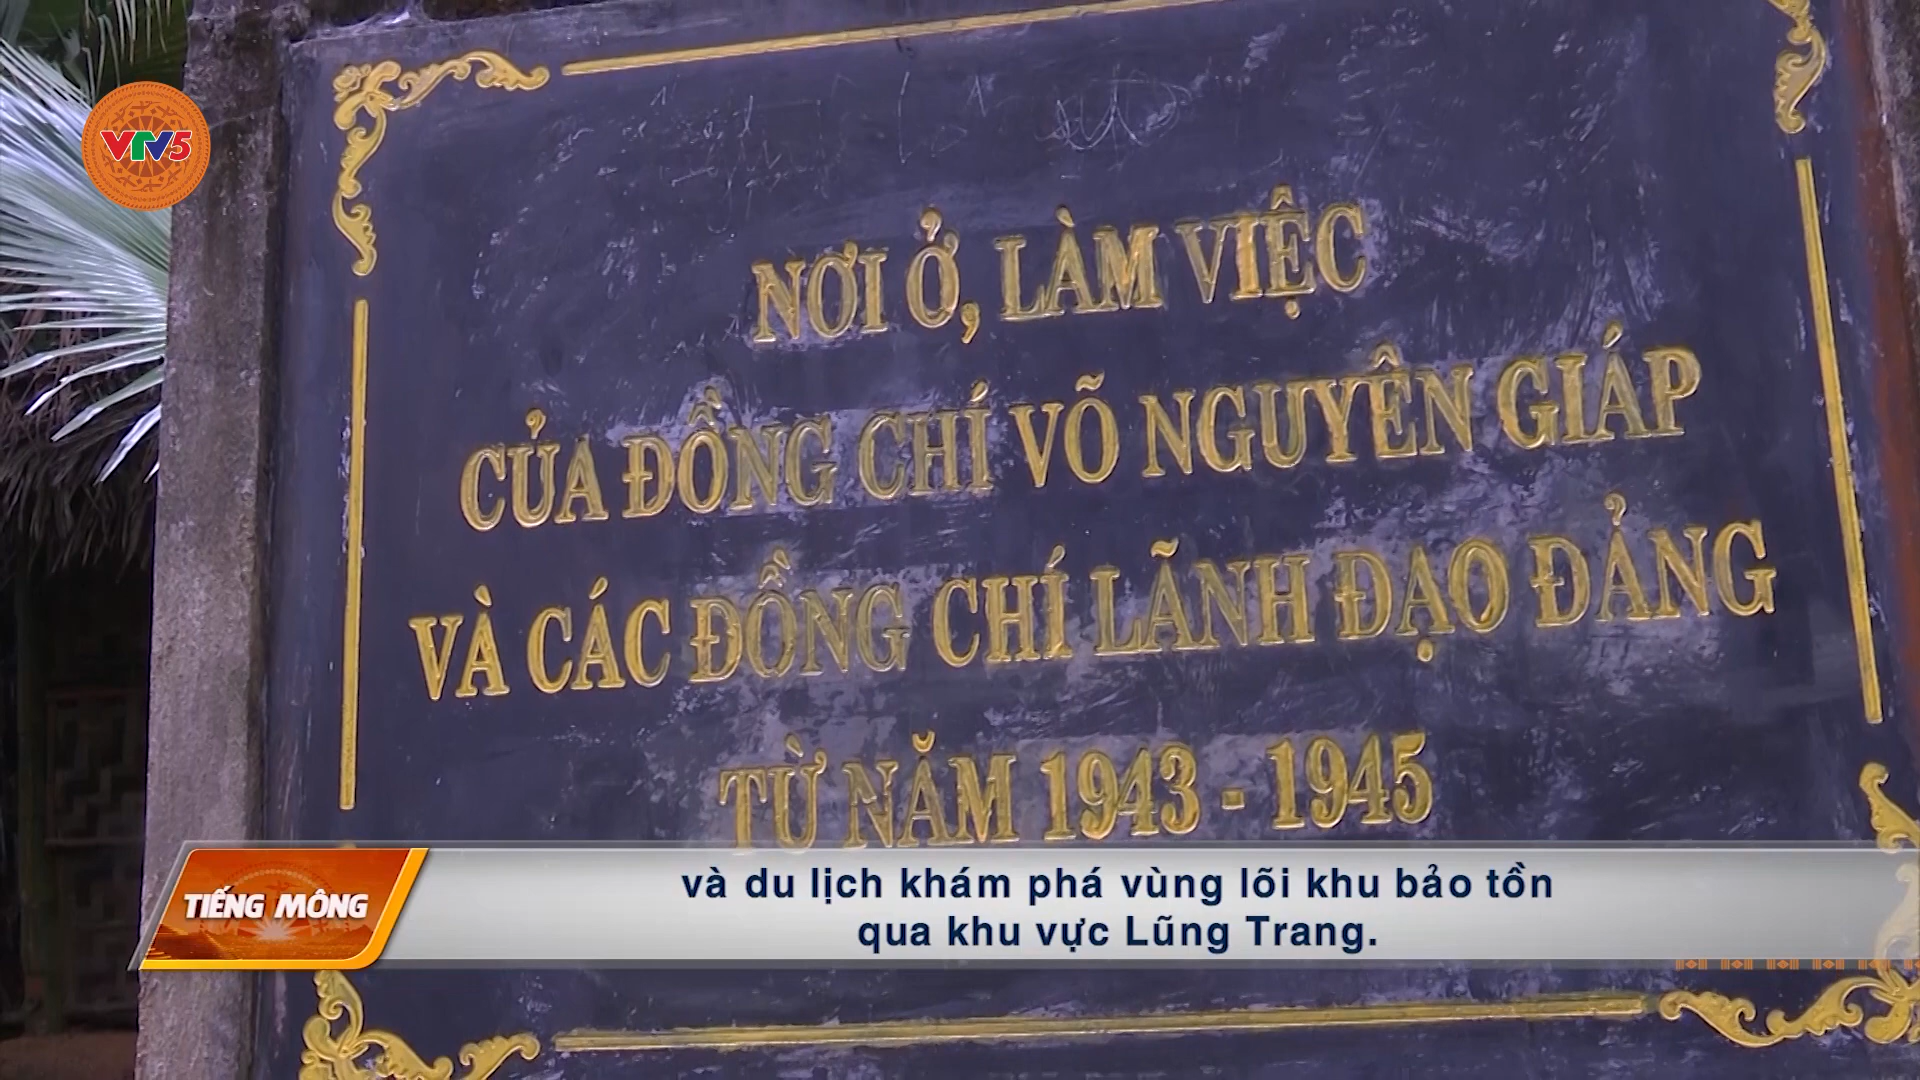 VTV5
NƠI Ở, LÀM VIỆC
CỦA ĐỒNG CHÍ VÕ NGUYÊN GIÁP
VÀ CÁC ĐỒNG CHÍ LÃNH ĐẠO ĐẢNG
TỪ NĂM 1943 - 1945
TIẾNG MÔNG
và du lịch khám phá vùng lõi khu bảo tồn
qua khu vực Lũng Trang.